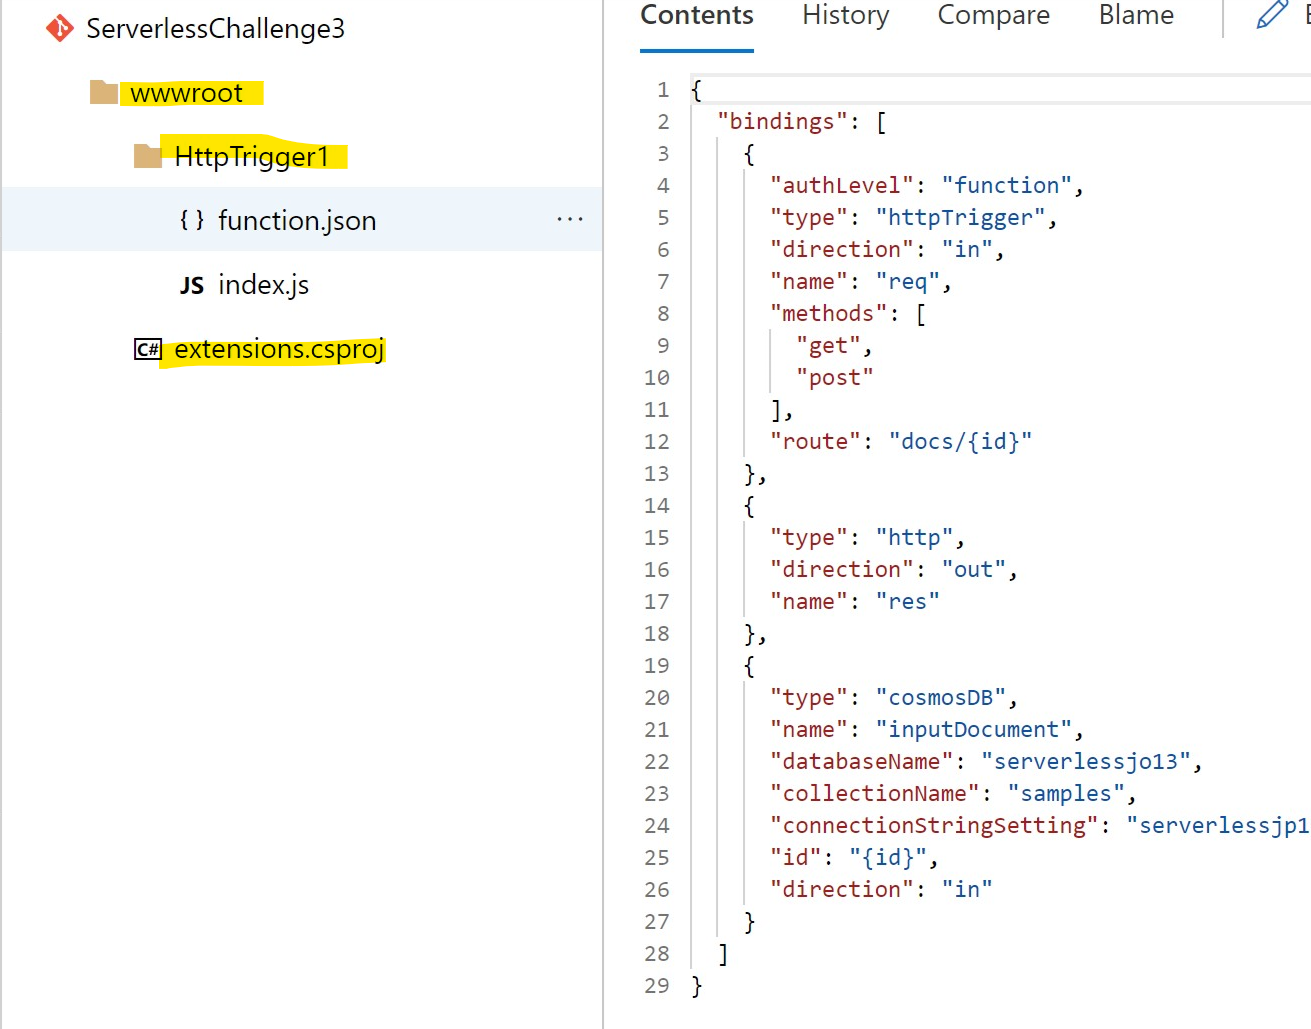 ServerlessChallenge3
wwwroot
HttpTrigger1
{ } function.json ...
JS index.js
C# extensions.csproj
Contents History Compare Blame
1 {
2 "bindings": [
3 {
4 "authLevel": "function",
5 "type": "httpTrigger",
6 "direction": "in",
7 "name": "req",
8 "methods": [
9 "get",
10 "post"
11 ],
12 "route": "docs/{id}"
13 },
14 {
15 "type": "http",
16 "direction": "out",
17 "name": "res"
18 },
19 {
20 "type": "cosmosDB",
21 "name": "inputDocument",
22 "databaseName": "serverlessjo13",
23 "collectionName": "samples",
24 "connectionStringSetting": "serverlessjp1
25 "id": "{id}",
26 "direction": "in"
27 }
28 ]
29 }